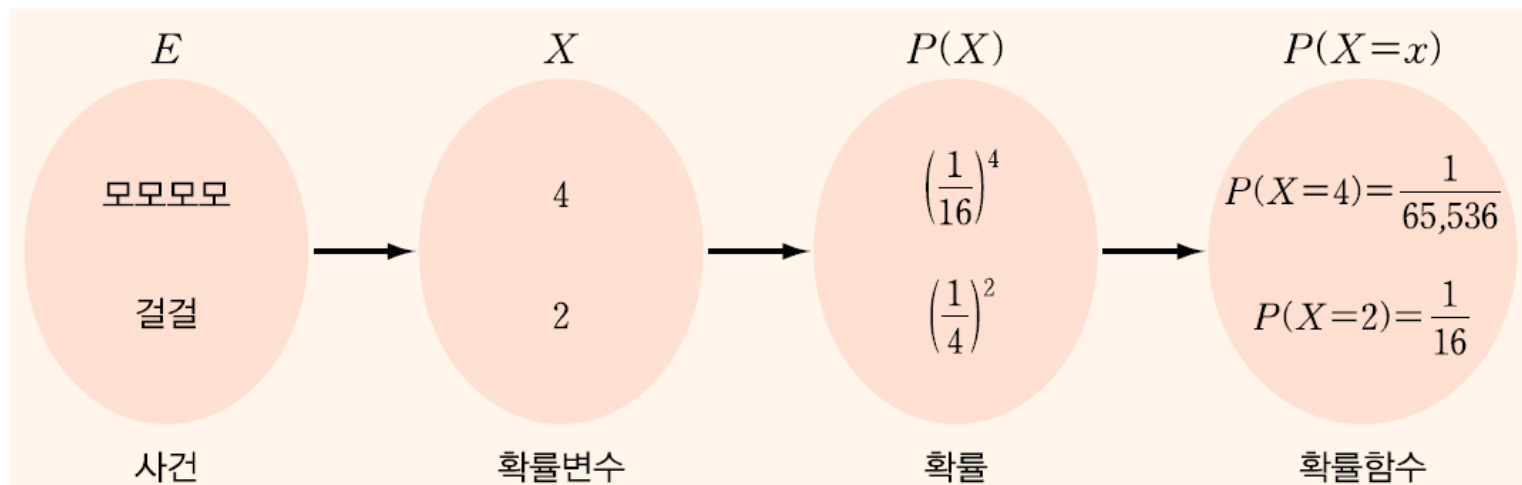 E X P(X) P(X=x)
모모모모 4 (1/16)^4 P(X=4)=1/65,536
걸걸 2 (1/4)^2 P(X=2)=1/16
사건 확률변수 확률 확률함수